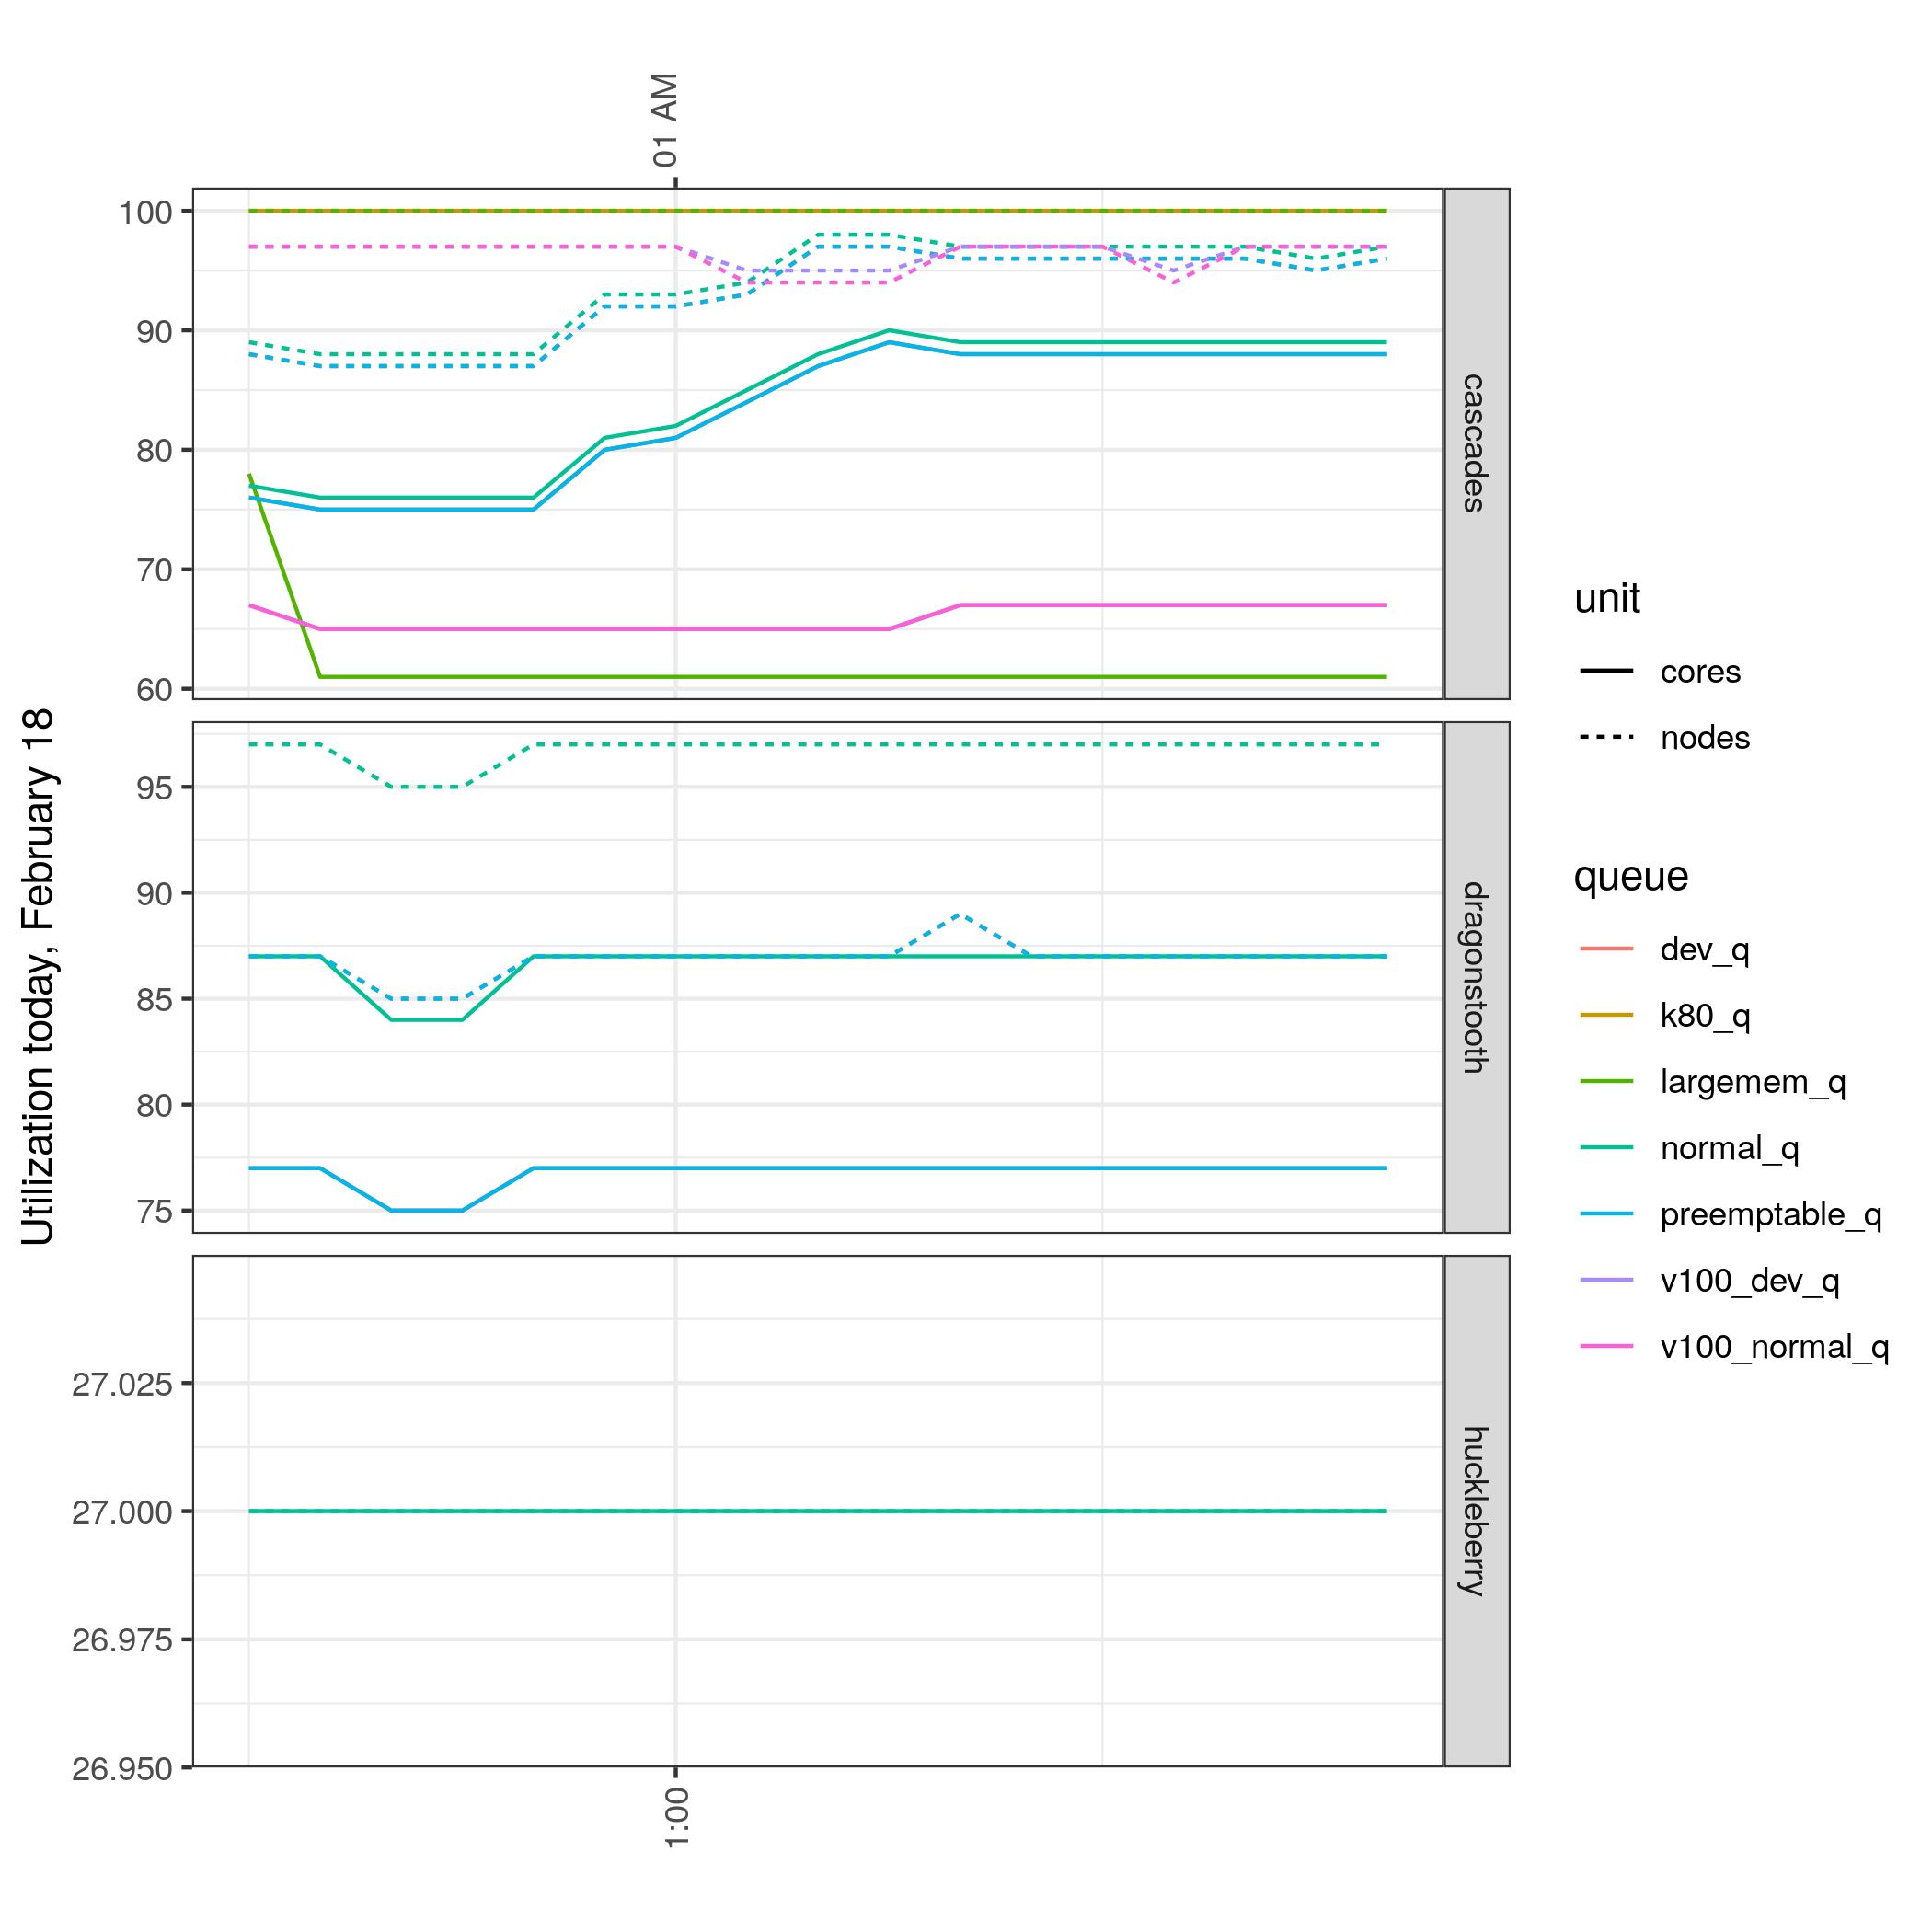 01 AM
Utilization today, February 18
100
90
80
70
60
cascades
95
90
85
80
75
dragonstooth
27.025
27.000
26.975
26.950
huckleberry
1:00
unit
cores
nodes
queue
dev_q
k80_q
largemem_q
normal_q
preemptable_q
v100_dev_q
v100_normal_q